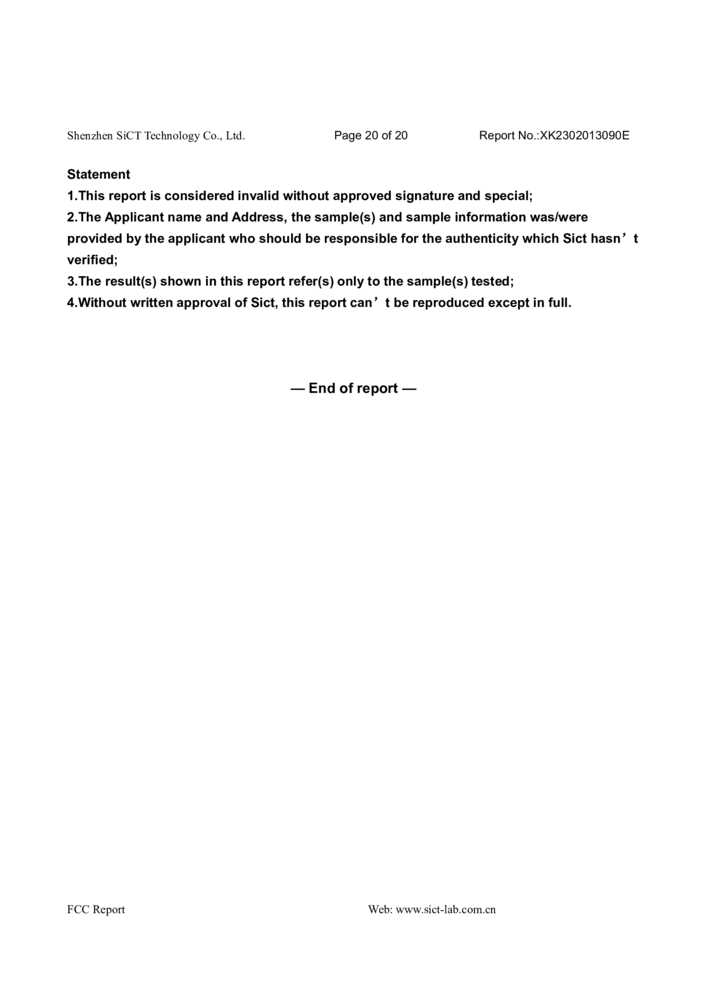 Shenzhen SiCT Technology Co., Ltd. Page 20 of 20 Report No.:XK2302013090E
Statement
1.This report is considered invalid without approved signature and special;
2.The Applicant name and Address, the sample(s) and sample information was/were
provided by the applicant who should be responsible for the authenticity which Sict hasn’t
verified;
3.The result(s) shown in this report refer(s) only to the sample(s) tested;
4.Without written approval of Sict, this report can’t be reproduced except in full.
— End of report —
FCC Report Web: www.sict-lab.com.cn